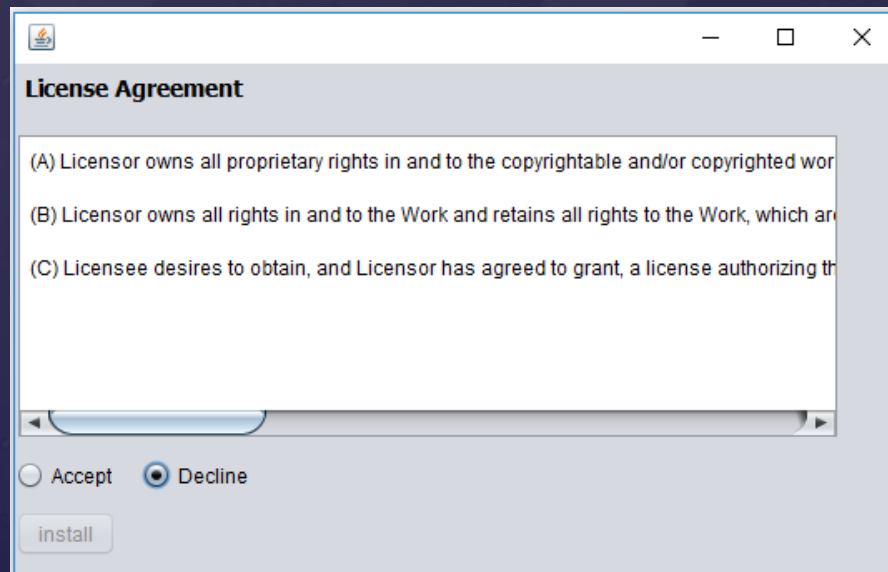 License Agreement
(A) Licensor owns all proprietary rights in and to the copyrightable and/or copyrighted wor
(B) Licensor owns all rights in and to the Work and retains all rights to the Work, which are
(C) Licensee desires to obtain, and Licensor has agreed to grant, a license authorizing th
Accept Decline
install